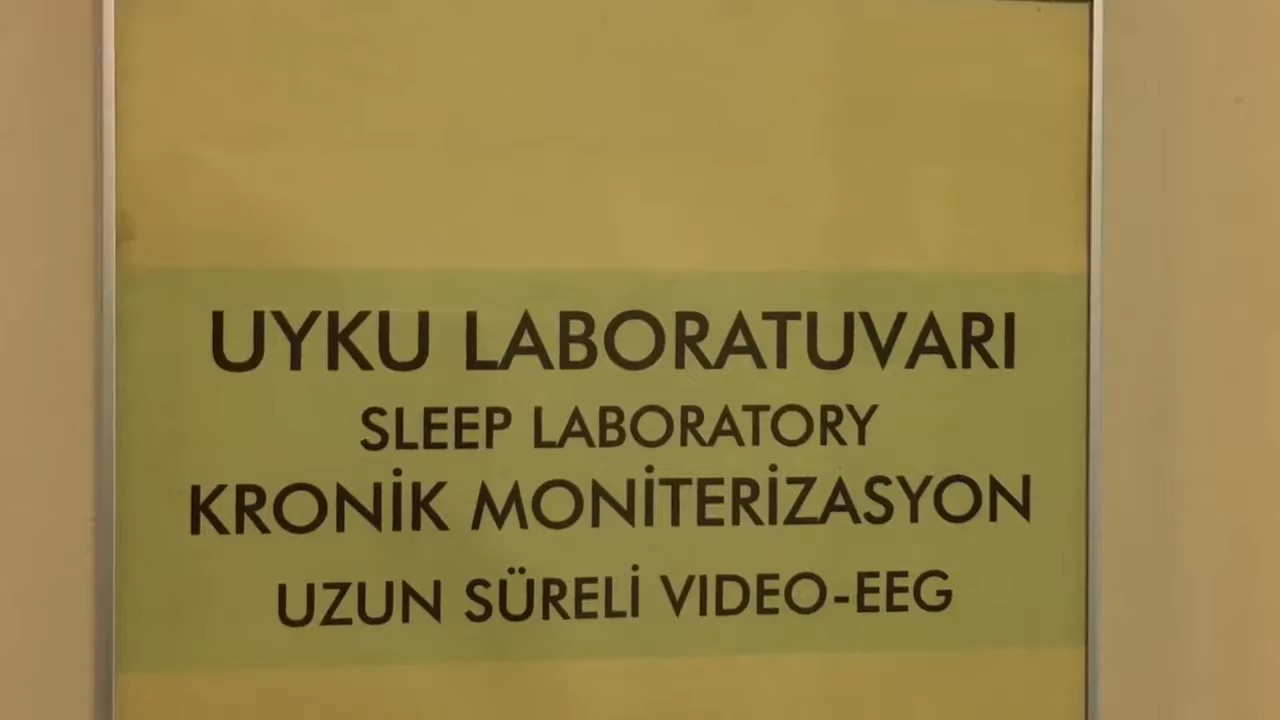 UYKU LABORATUVARI
SLEEP LABORATORY
KRONİK MONİTERİZASYON
UZUN SÜRELİ VIDEO-EEG